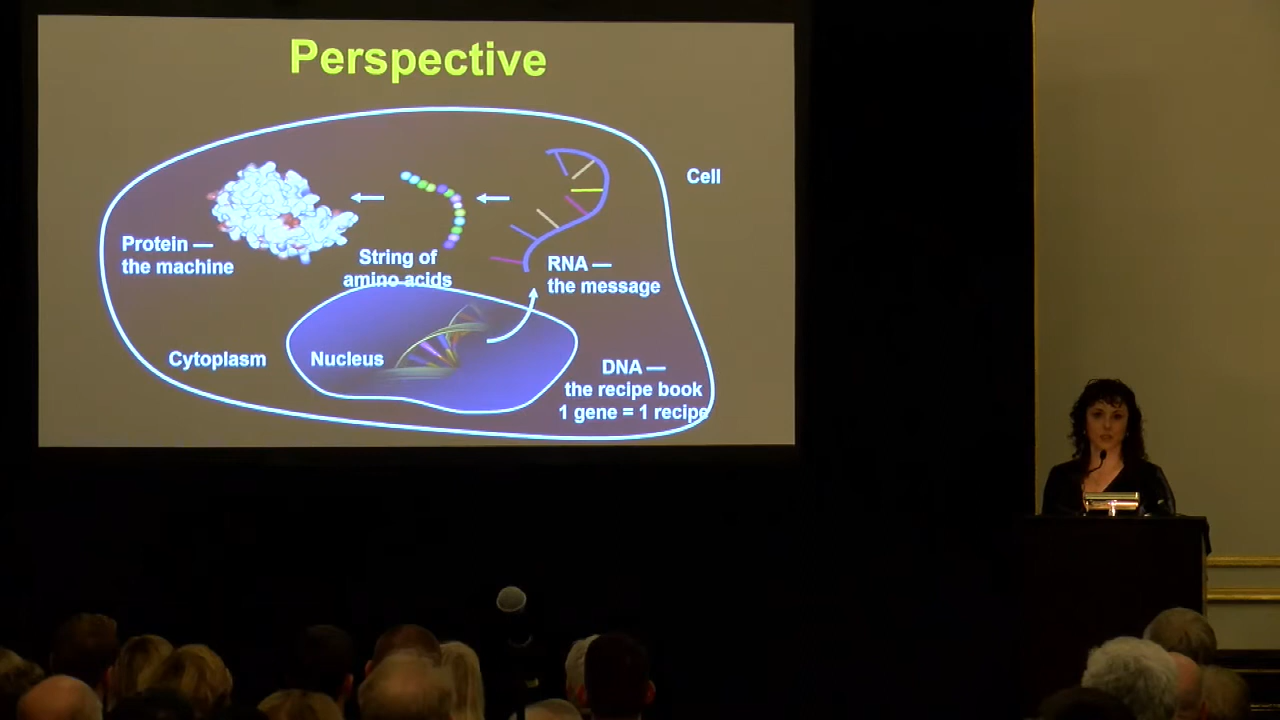 Perspective
Cell
Protein —
the machine
String of
amino acids
RNA —
the message
Cytoplasm
Nucleus
DNA —
the recipe book
1 gene = 1 recipe